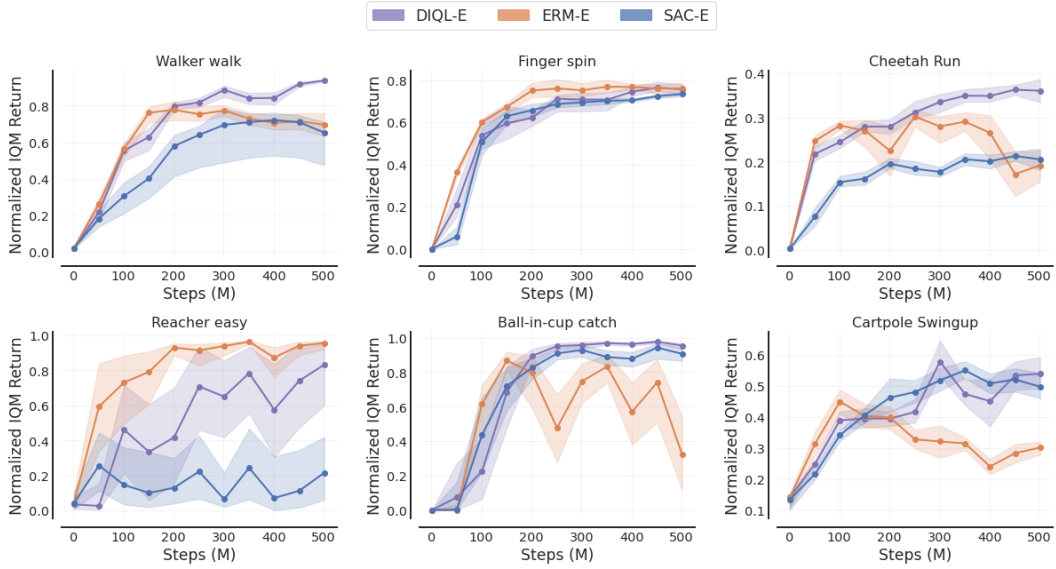 DIQL-E ERM-E SAC-E
Walker walk
Normalized IQM Return
0.8
0.6
0.4
0.2
0.0
0 100 200 300 400 500
Steps (M)
Finger spin
Normalized IQM Return
0.8
0.6
0.4
0.2
0.0
0 100 200 300 400 500
Steps (M)
Cheetah Run
Normalized IQM Return
0.4
0.3
0.2
0.1
0.0
0 100 200 300 400 500
Steps (M)
Reacher easy
Normalized IQM Return
1.0
0.8
0.6
0.4
0.2
0.0
0 100 200 300 400 500
Steps (M)
Ball-in-cup catch
Normalized IQM Return
1.0
0.8
0.6
0.4
0.2
0.0
0 100 200 300 400 500
Steps (M)
Cartpole Swingup
Normalized IQM Return
0.6
0.5
0.4
0.3
0.2
0.1
0 100 200 300 400 500
Steps (M)